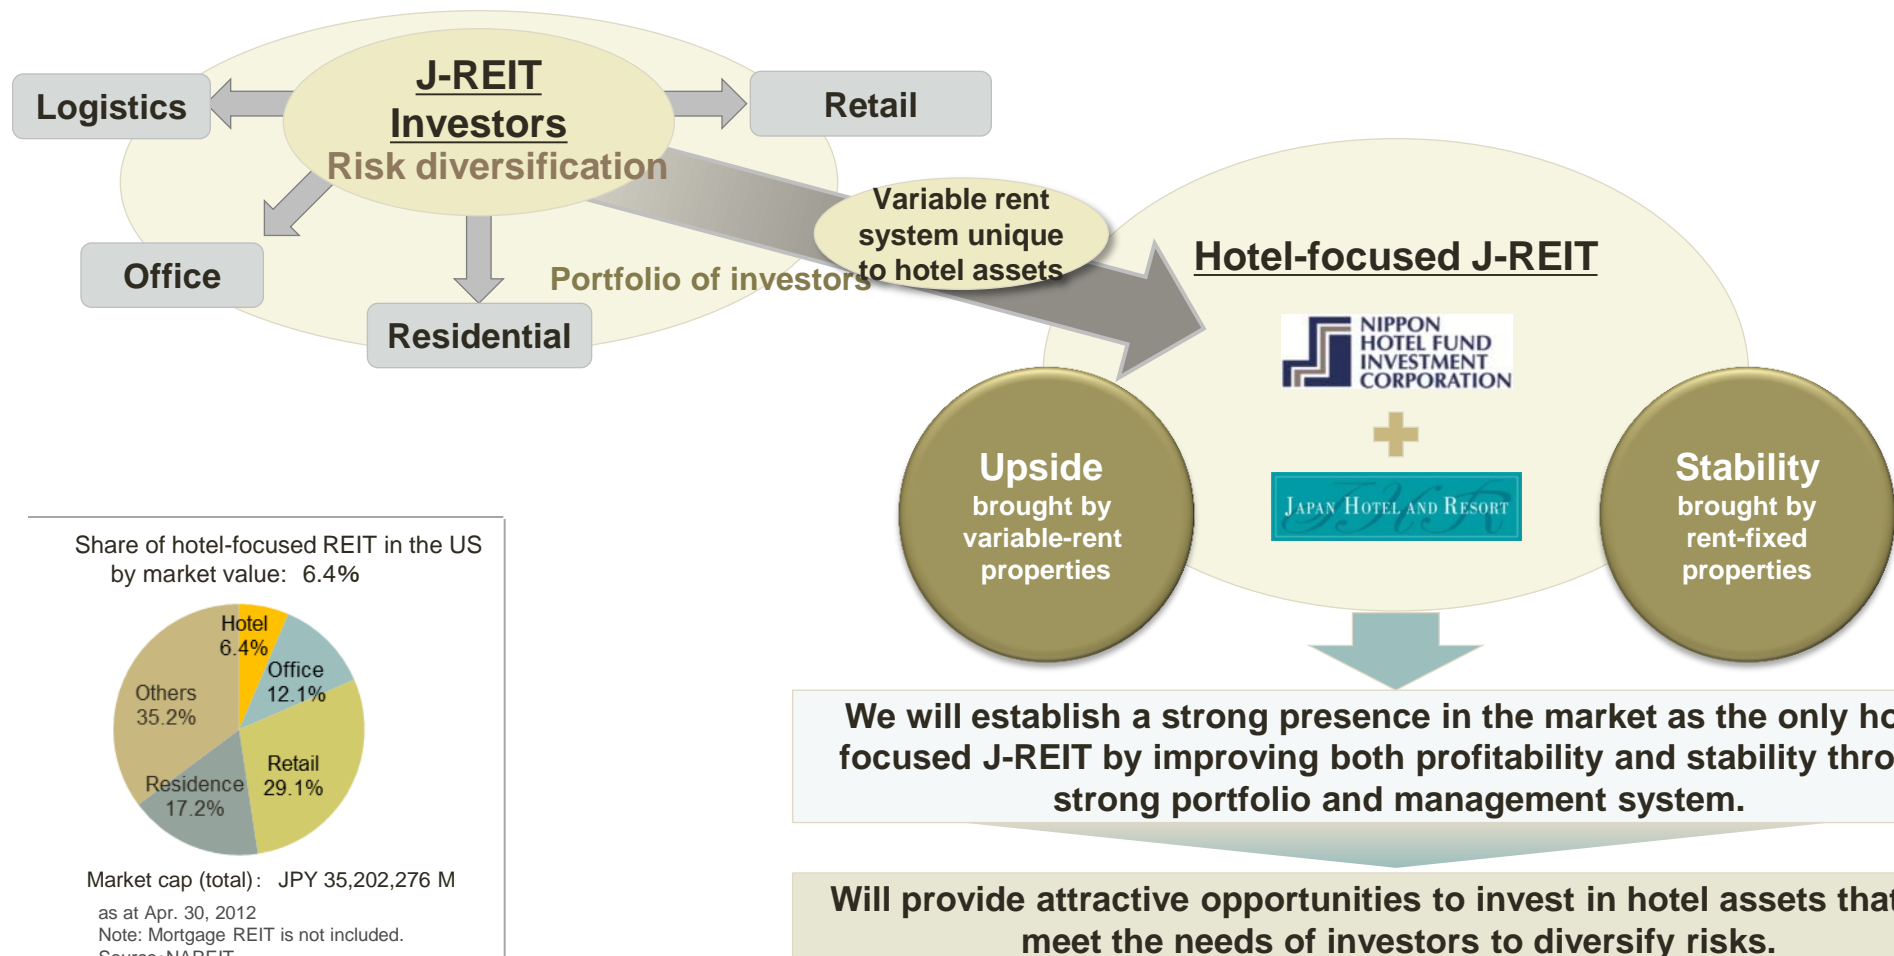 J-REIT
Investors
Risk diversification
Logistics
Retail
Office
Residential
Portfolio of investors
Variable rent
system unique
to hotel assets
Hotel-focused J-REIT
NIPPON
HOTEL FUND
INVESTMENT
CORPORATION
JAPAN HOTEL AND RESORT
Upside
brought by
variable-rent
properties
Stability
brought by
rent-fixed
properties
Share of hotel-focused REIT in the US
by market value: 6.4%
Hotel
6.4%
Office
12.1%
Retail
29.1%
Residence
17.2%
Others
35.2%
Market cap (total): JPY 35,202,276 M
as at Apr. 30, 2012
Note: Mortgage REIT is not included.
Source: NAREIT
We will establish a strong presence in the market as the only
focused J-REIT by improving both profitability and stability
strong portfolio and management system.
Will provide attractive opportunities to invest in hotel assets that
meet the needs of investors to diversify risks.